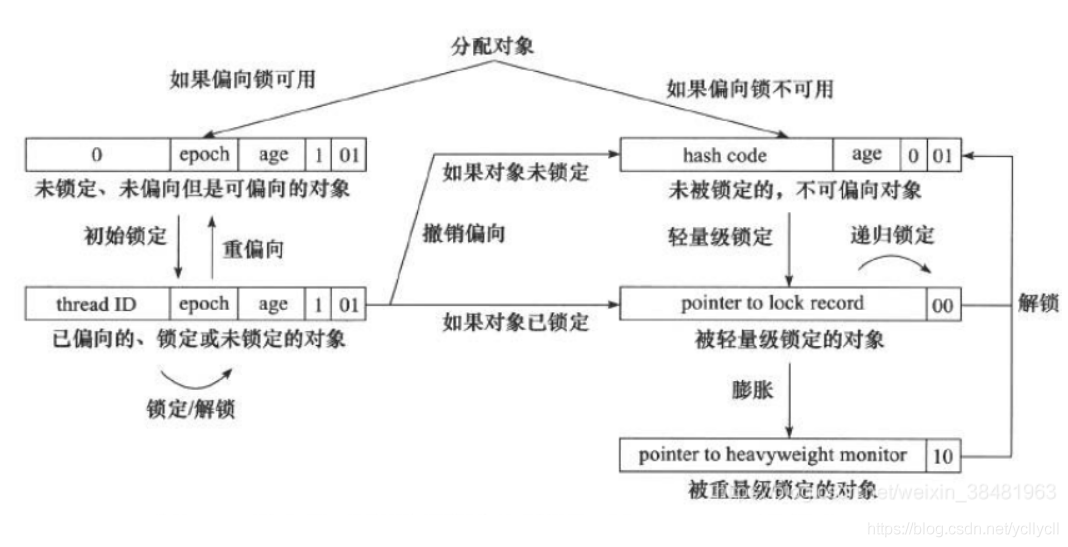 分配对象
如果偏向锁可用
如果偏向锁不可用
0 epoch age 1 01
hash code age 0 01
未锁定、未偏向但是可偏向的对象
如果对象未锁定
未被锁定的，不可偏向对象
初始锁定
重偏向
撤销偏向
轻量级锁定
递归锁定
thread ID epoch age 1 01
pointer to lock record 00
解锁
已偏向的、锁定或未锁定的对象
如果对象已锁定
被轻量级锁定的对象
锁定/解锁
膨胀
pointer to heavyweight monitor 10
被重量级锁定的对象
net/weixin_38481963
https://blog.csdn.net/ycllycll